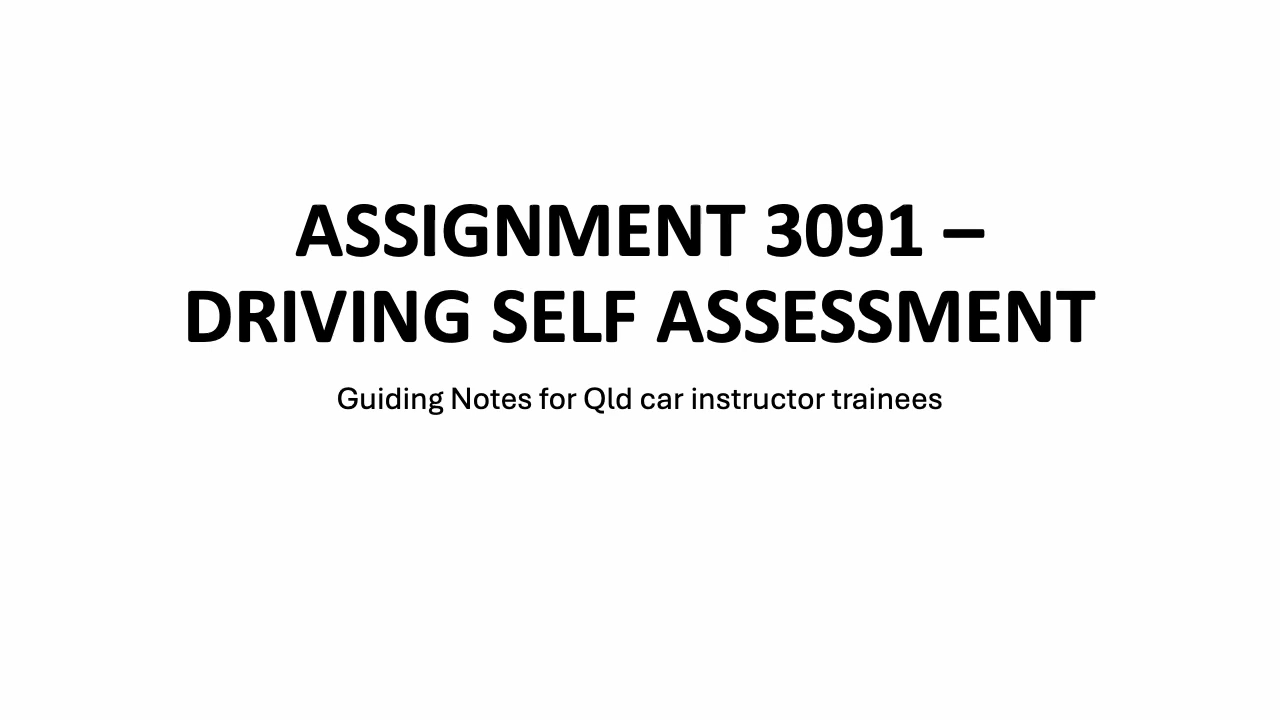 ASSIGNMENT 3091 –
DRIVING SELF ASSESSMENT
Guiding Notes for Qld car instructor trainees